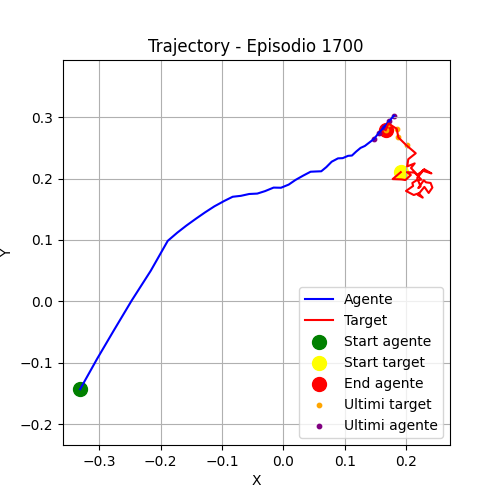 Trajectory - Episodio 1700
Y
0.3
0.2
0.1
0.0
−0.1
−0.2
−0.3
−0.2
−0.1
0.0
0.1
0.2
X
Agente
Target
Start agente
Start target
End agente
Ultimi target
Ultimi agente